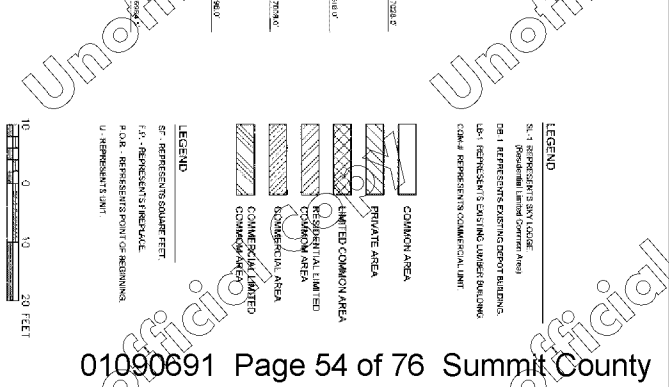 LEGEND
SL-1 REPRESENTS SKY LODGE
(Residential Limited Common Area)
DB-1 REPRESENTS EXISTING DEPOT BUILDING.
LB-1 REPRESENTS EXISTING LUMBER BUILDING
COM-# REPRESENTS COMMERCIAL UNIT
COMMON AREA
PRIVATE AREA
LIMITED COMMON AREA
RESIDENTIAL LIMITED
COMMON AREA
COMMERCIAL AREA
COMMERCIAL LIMITED
COMMON AREA
LEGEND
SF - REPRESENTS SQUARE FEET.
F.P. - REPRESENTS FIREPLACE.
P.O.B. - REPRESENTS POINT OF BEGINNING.
U - REPRESENTS UNIT.
10 0 10 20 FEET
01090691 Page 54 of 76 Summit County